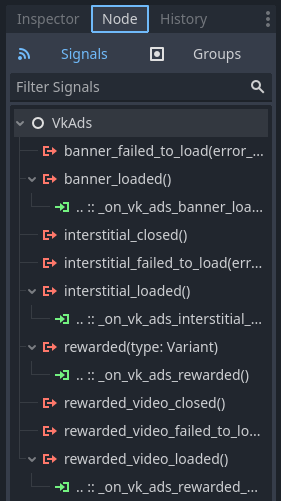 Inspector Node History
Signals Groups
Filter Signals
VkAds
banner_failed_to_load(error_...
banner_loaded()
.. :: _on_vk_ads_banner_loa...
interstitial_closed()
interstitial_failed_to_load(err...
interstitial_loaded()
.. :: _on_vk_ads_interstitial_...
rewarded(type: Variant)
.. :: _on_vk_ads_rewarded()
rewarded_video_closed()
rewarded_video_failed_to_lo...
rewarded_video_loaded()
.. :: _on_vk_ads_rewarded_...